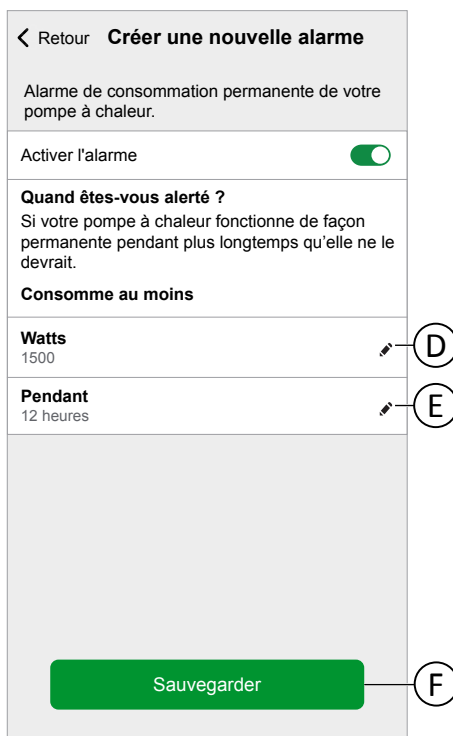 Retour Créer une nouvelle alarme
Alarme de consommation permanente de votre
pompe à chaleur.
Activer l'alarme
Quand êtes-vous alerté ?
Si votre pompe à chaleur fonctionne de façon
permanente pendant plus longtemps qu’elle ne le
devrait.
Consomme au moins
Watts
1500
D
Pendant
12 heures
E
Sauvegarder
F